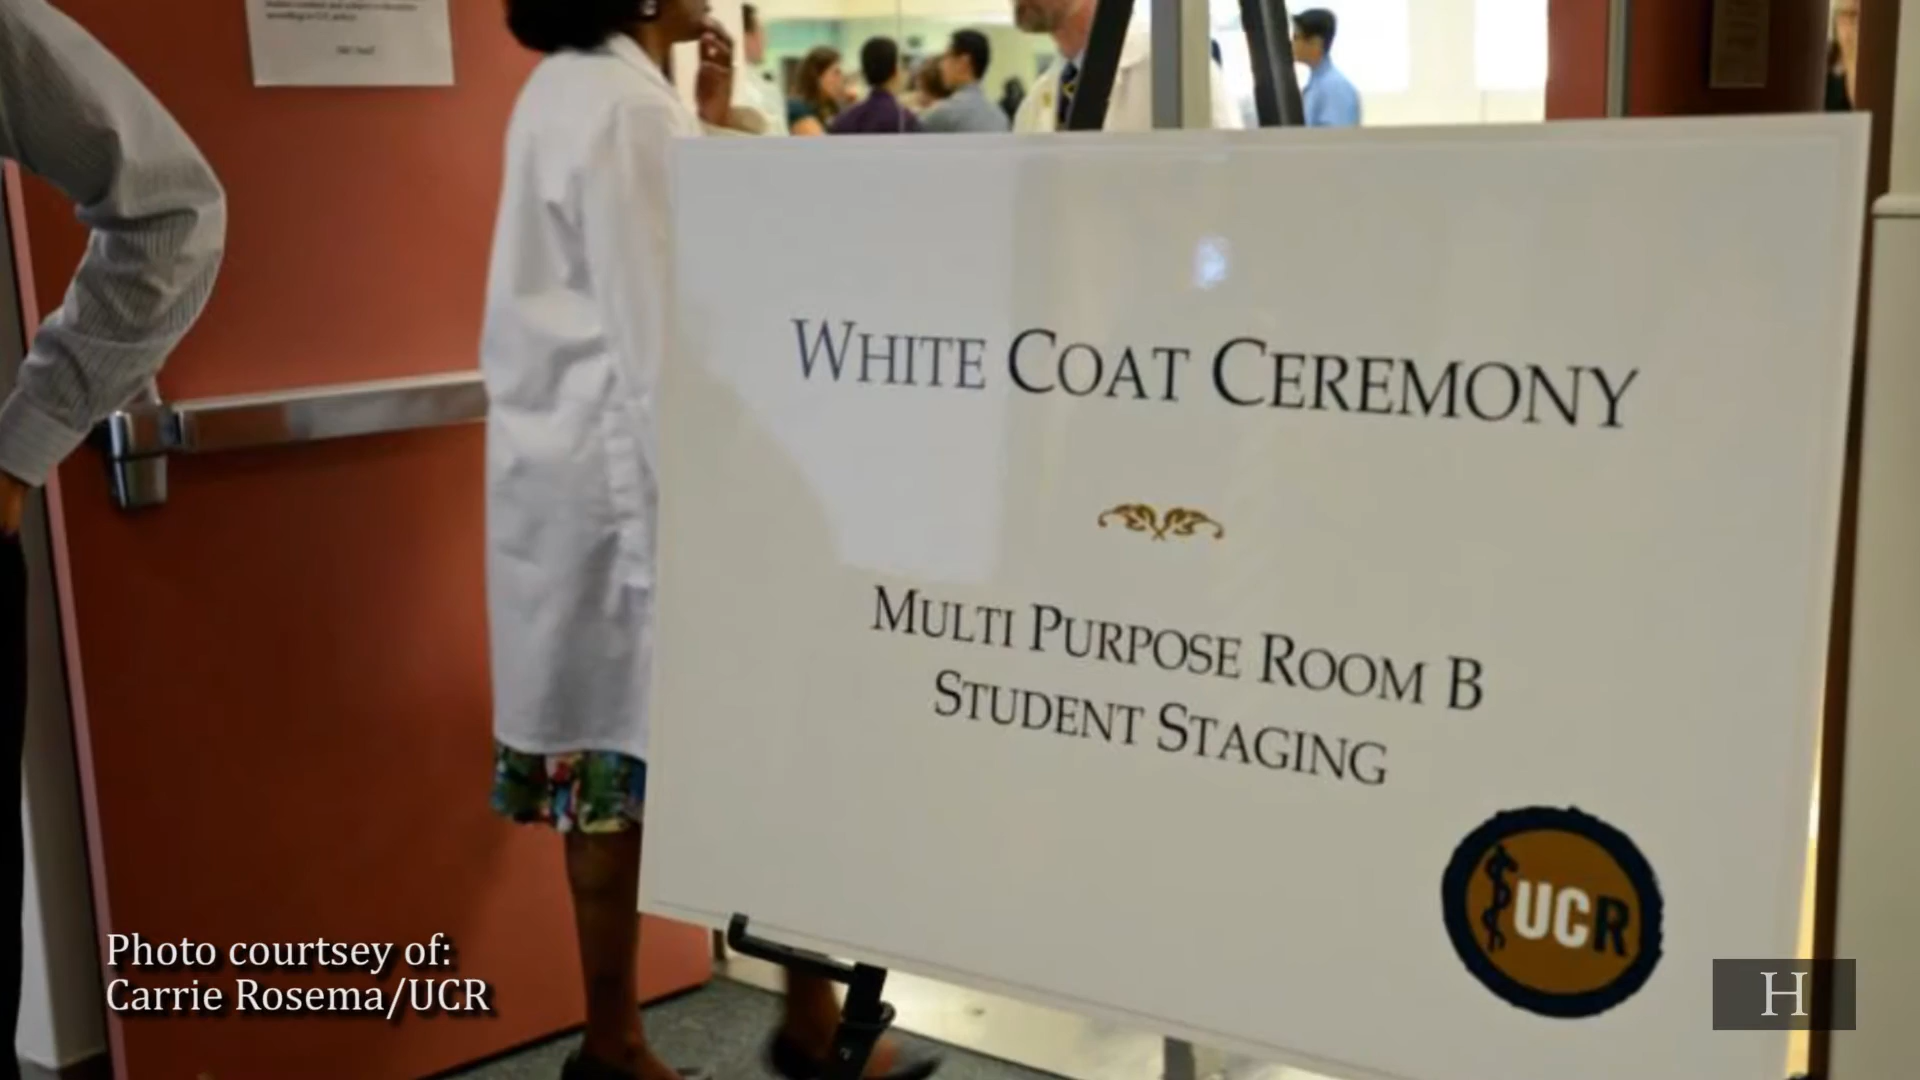 WHITE COAT CEREMONY
MULTI PURPOSE ROOM B
STUDENT STAGING
UCR
Photo courtsey of:
Carrie Rosema/UCR
H